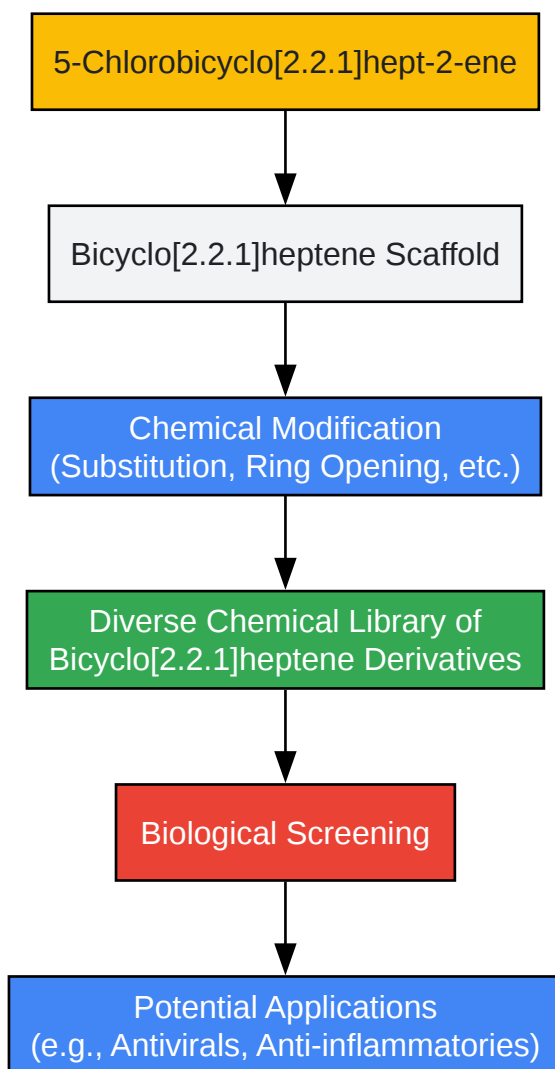 5-Chlorobicyclo[2.2.1]hept-2-ene
Bicyclo[2.2.1]heptene Scaffold
Chemical Modification
(Substitution, Ring Opening, etc.)
Diverse Chemical Library of
Bicyclo[2.2.1]heptene Derivatives
Biological Screening
Potential Applications
(e.g., Antivirals, Anti-inflammatories)